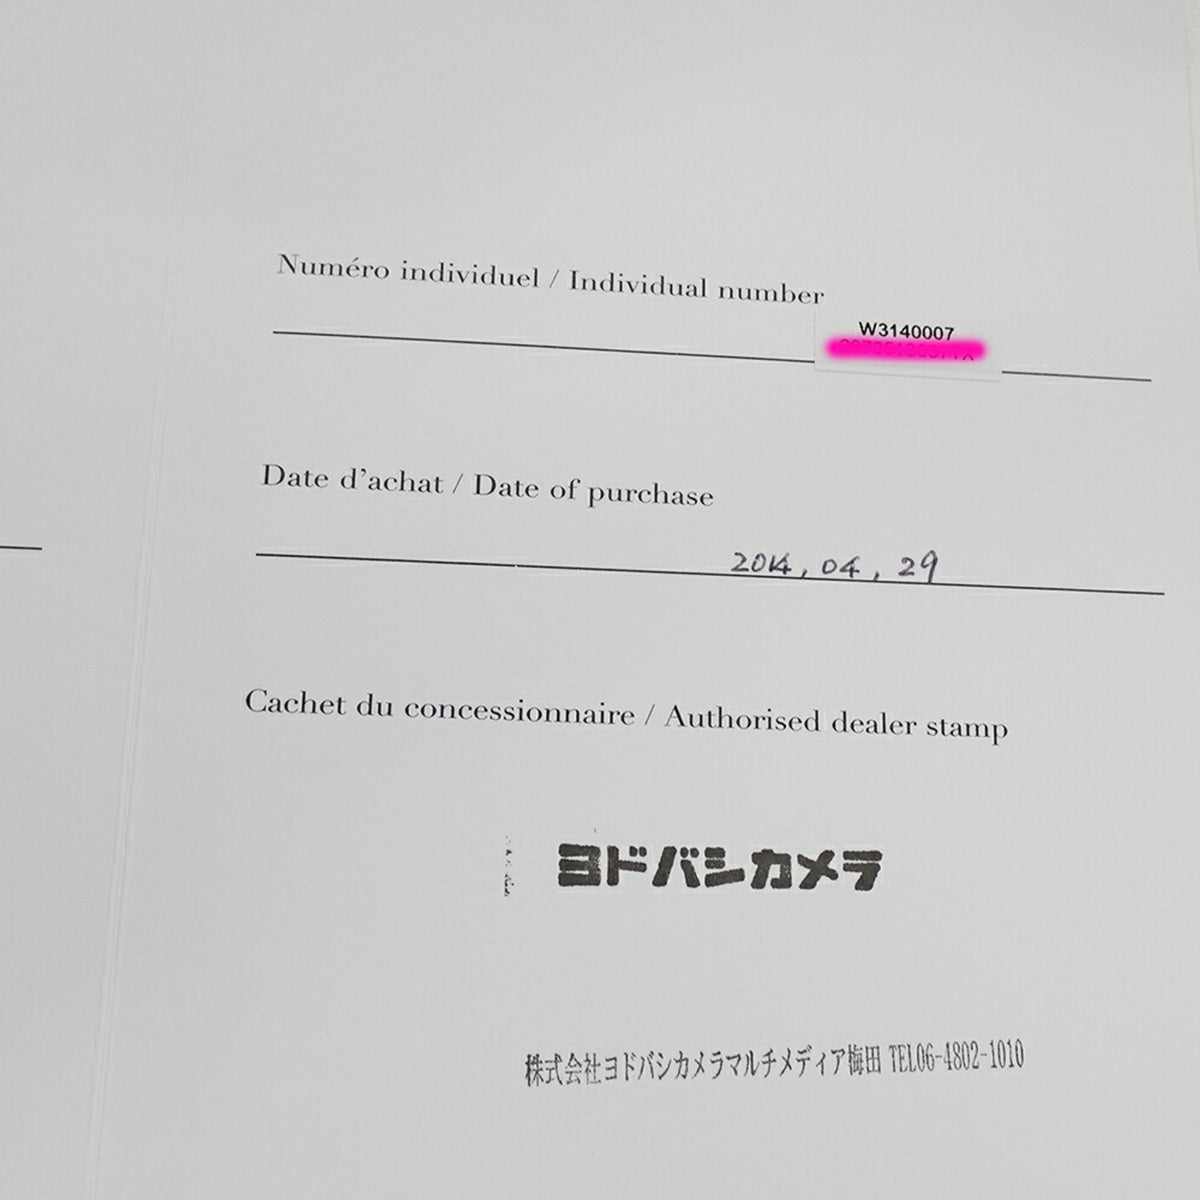 Numéro individuel / Individual number
W3140007
Date d'achat / Date of purchase
2014, 04, 29
Cachet du concessionnaire / Authorised dealer stamp
ヨドバシカメラ
株式会社ヨドバシカメラマルチメディア梅田 TEL06-4802-1010